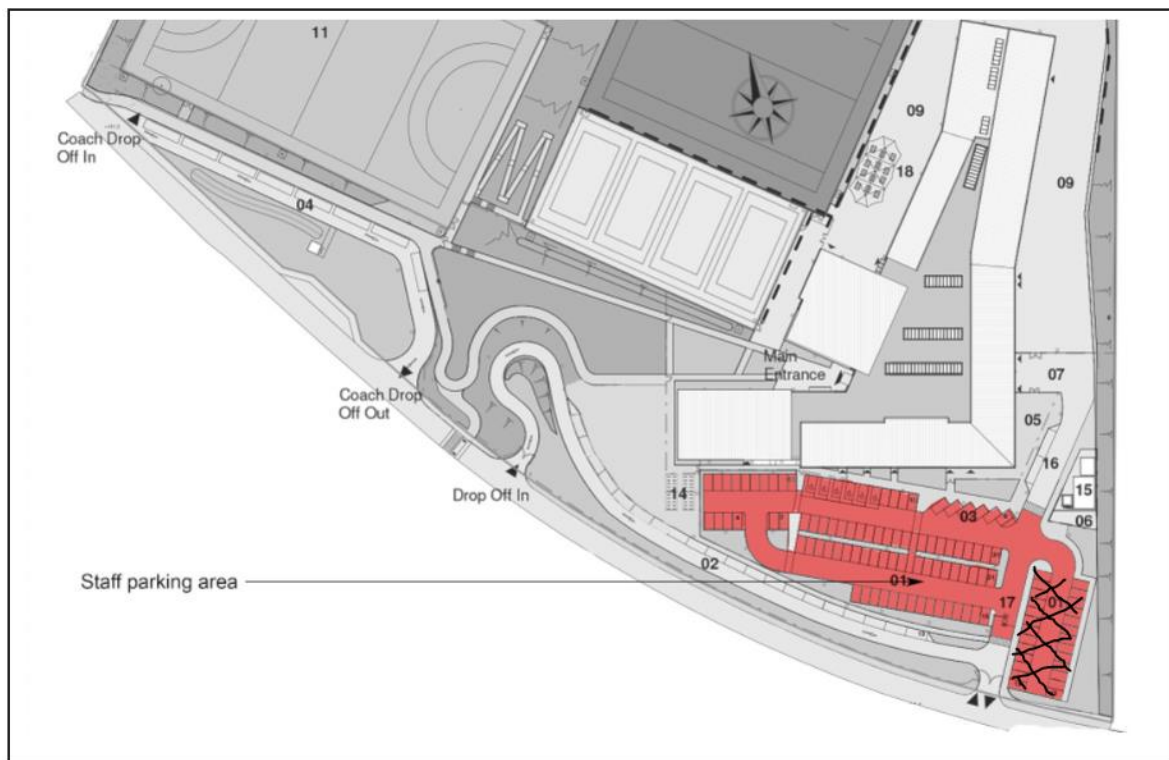 11
Coach Drop
Off In
04
09
18
09
Main
Entrance
07
Coach Drop
Off Out
05
16
15
Drop Off In
14
03
06
02
Staff parking area
01
17
01